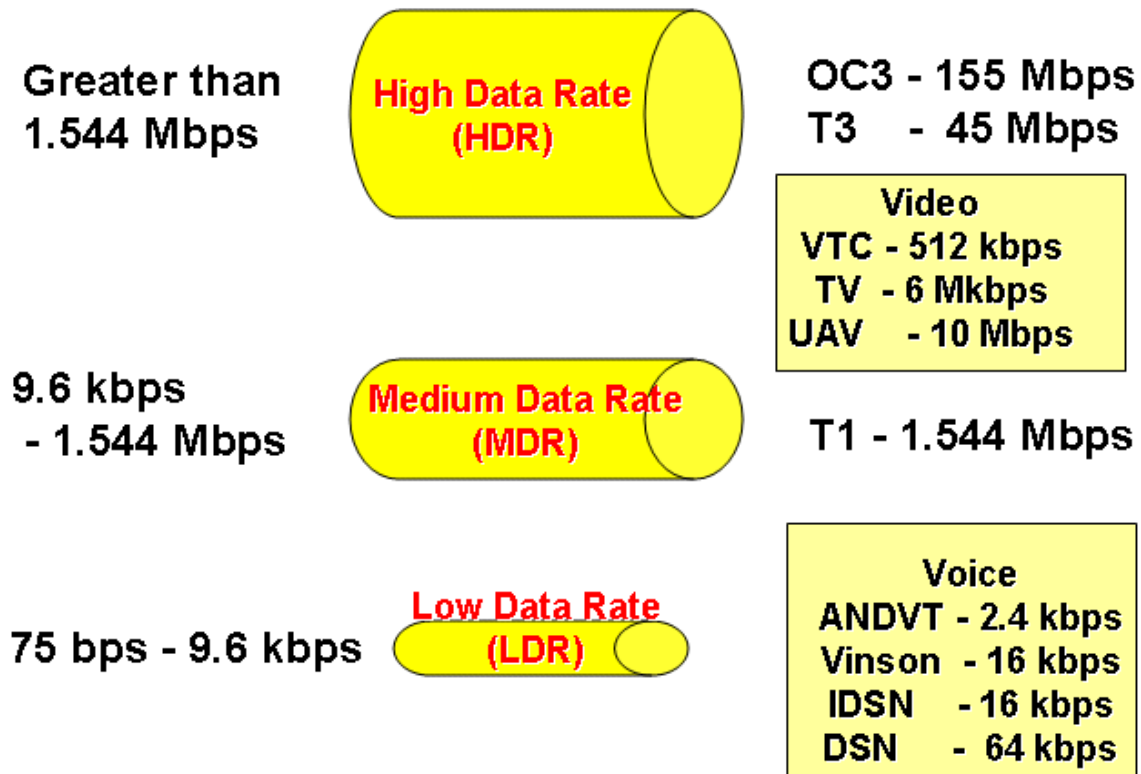 Greater than
1.544 Mbps
High Data Rate
(HDR)
OC3 - 155 Mbps
T3 - 45 Mbps
Video
VTC - 512 kbps
TV - 6 Mkbps
UAV - 10 Mbps
9.6 kbps
- 1.544 Mbps
Medium Data Rate
(MDR)
T1 - 1.544 Mbps
75 bps - 9.6 kbps
Low Data Rate
(LDR)
Voice
ANDVT - 2.4 kbps
Vinson - 16 kbps
IDSN - 16 kbps
DSN - 64 kbps